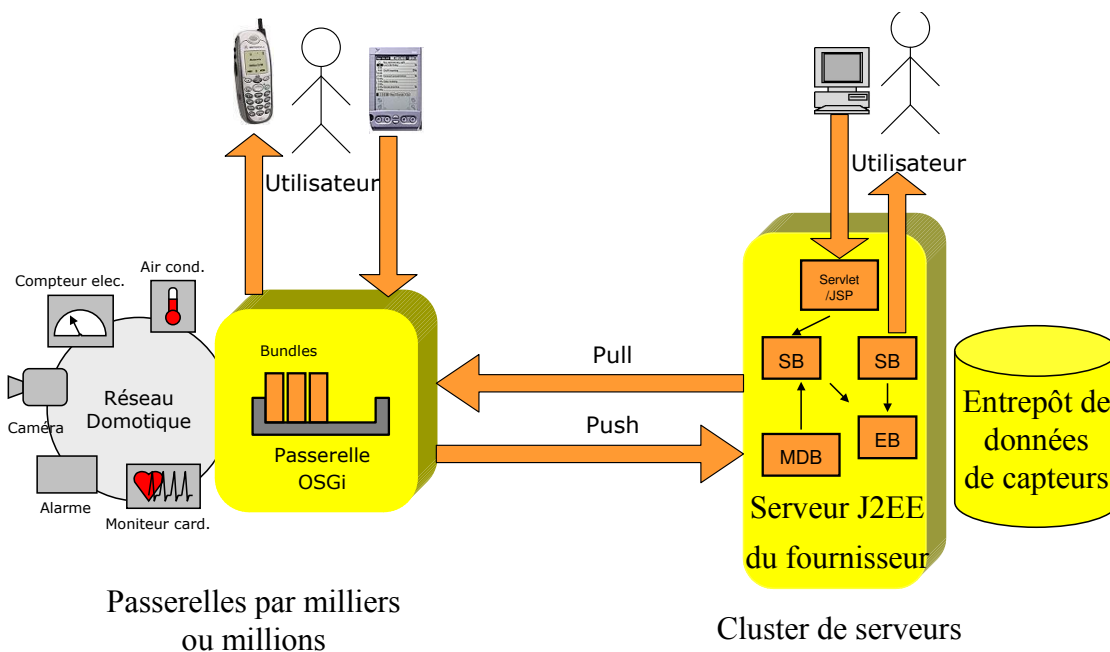 Utilisateur
Utilisateur
Compteur elec.
Air cond.
Caméra
Réseau
Domotique
Alarme
Moniteur card.
Bundles
Passerelle
OSGi
Pull
Push
Servlet
/JSP
SB
SB
MDB
EB
Serveur J2EE
du fournisseur
Entrepôt de
données
de capteurs
Passerelles par milliers
ou millions
Cluster de serveurs